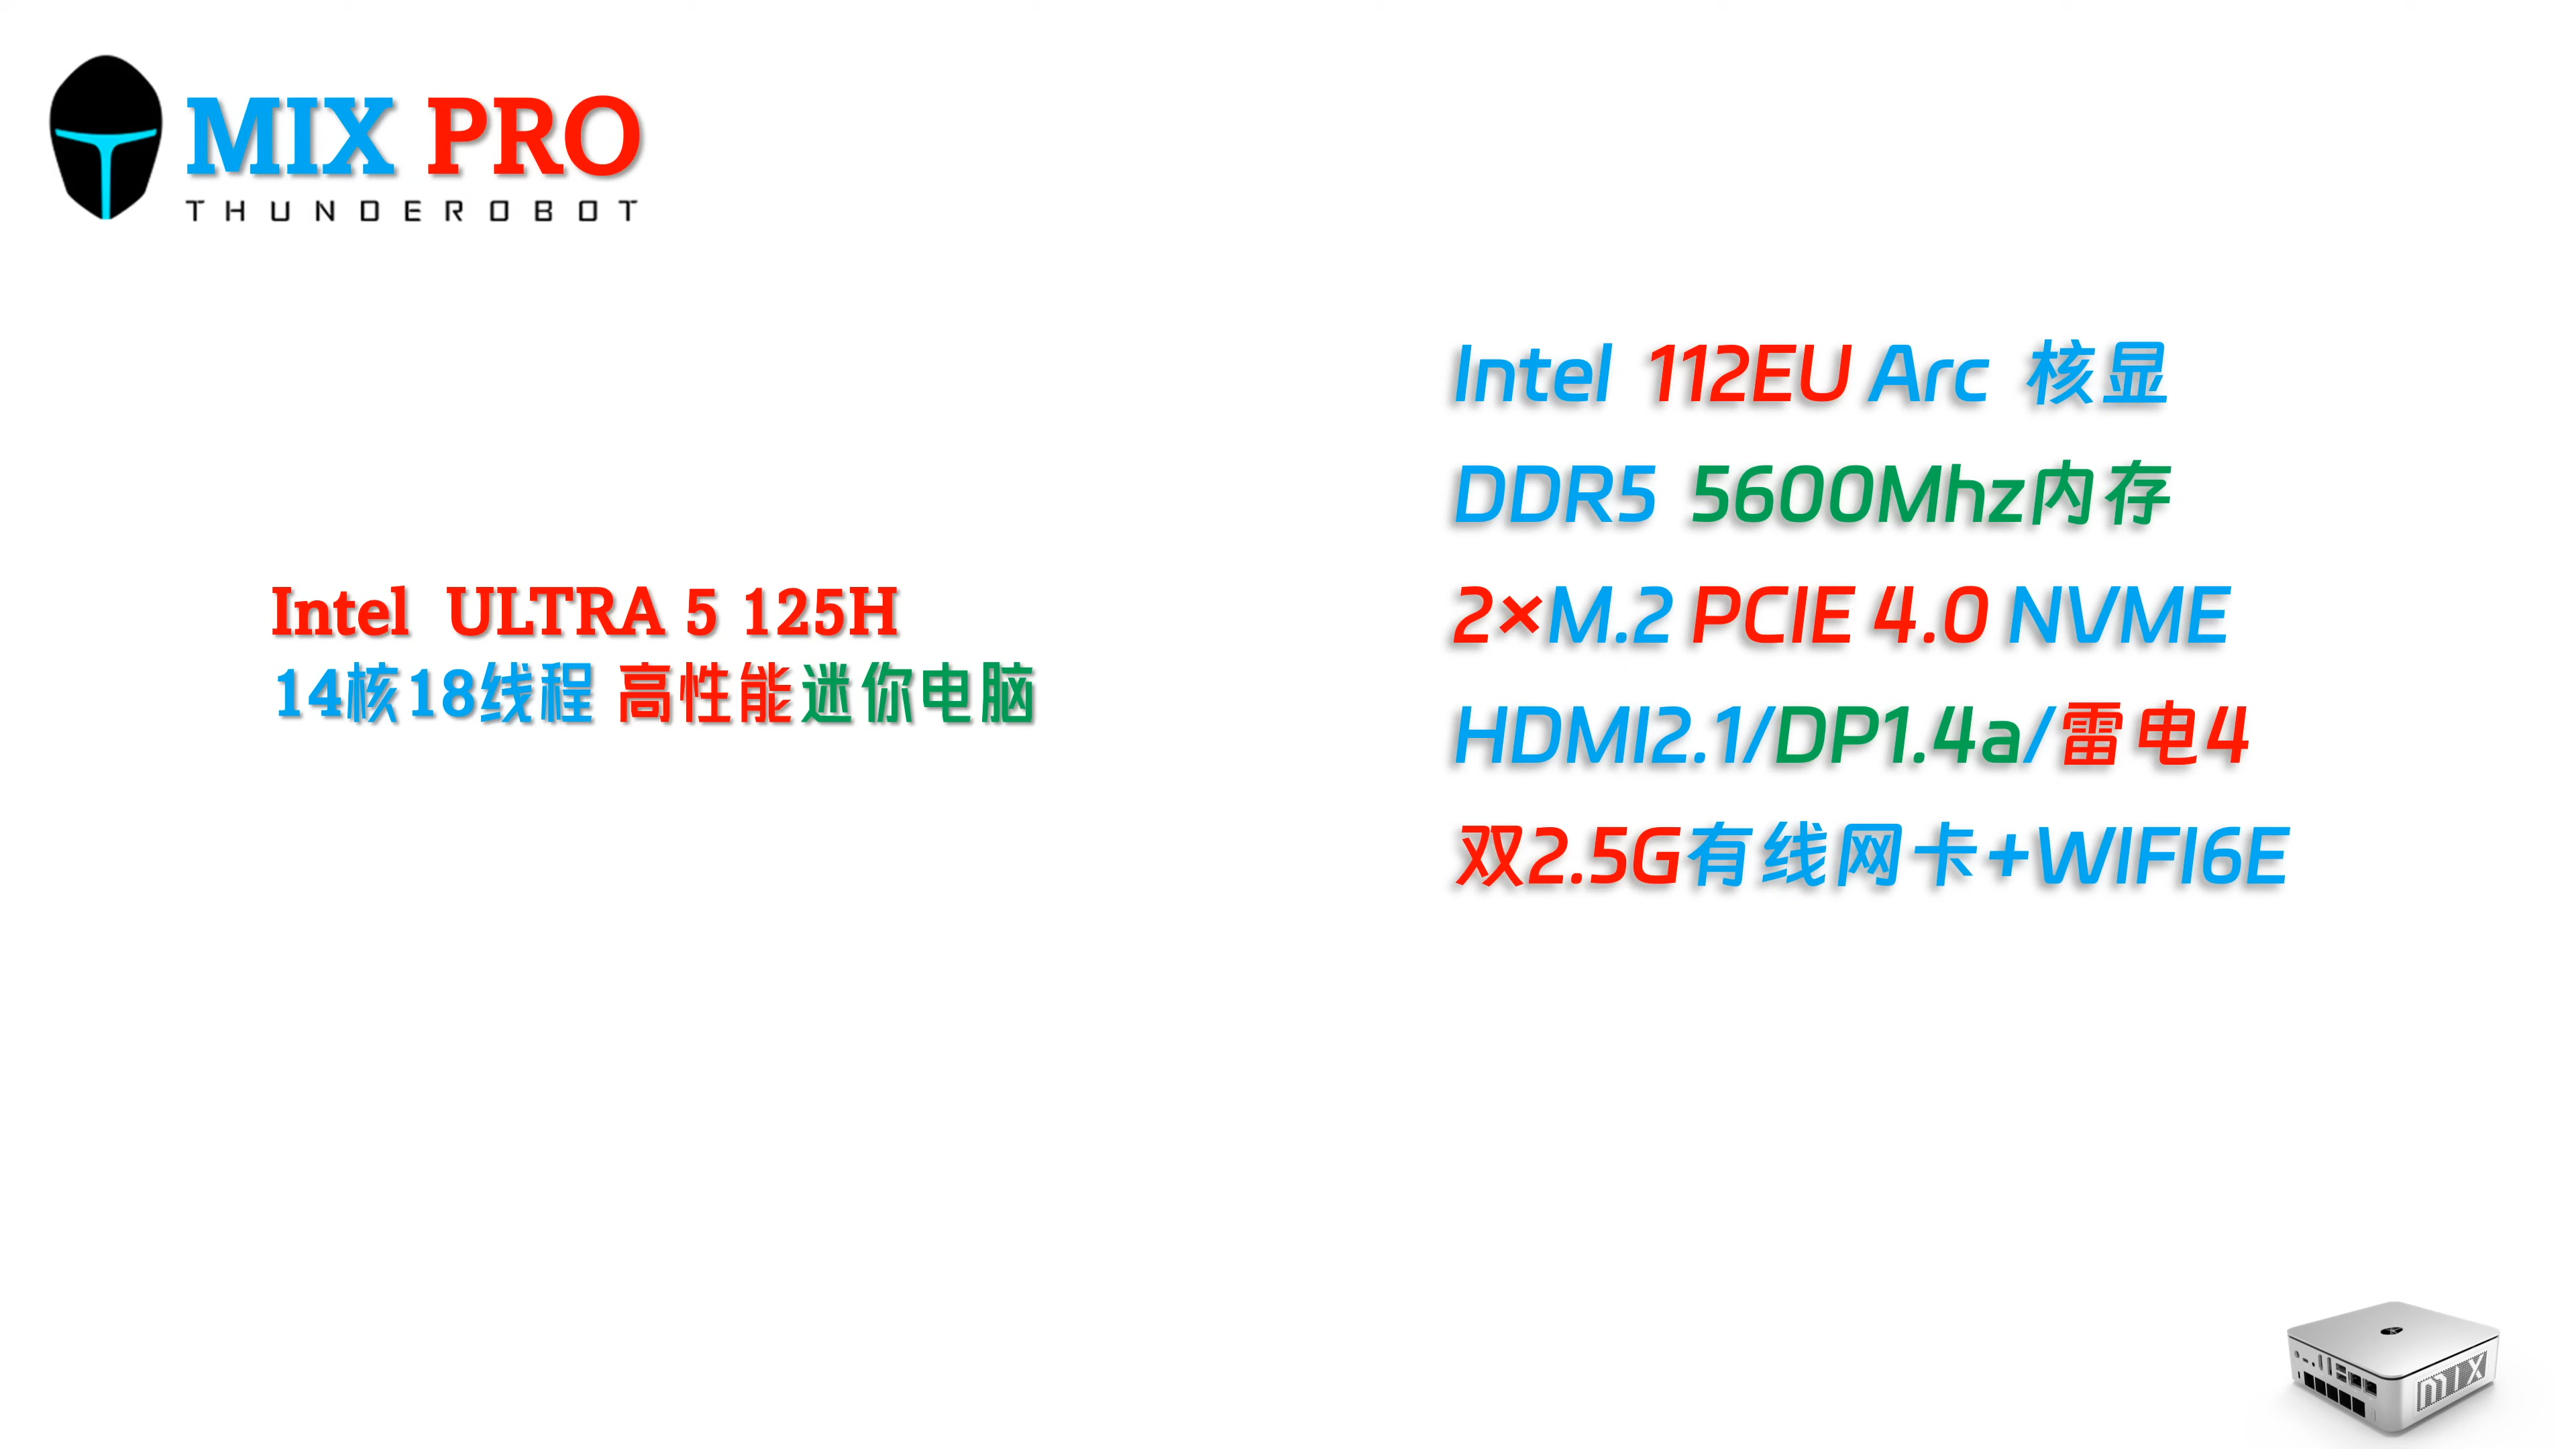 MIX PRO
THUNDEROBOT
Intel ULTRA 5 125H
14核18线程 高性能迷你电脑
Intel 112EU Arc 核显
DDR5 5600Mhz内存
2×M.2 PCIE 4.0 NVME
HDMI2.1/DP1.4a/雷电4
双2.5G有线网卡+WIFI6E
MIX